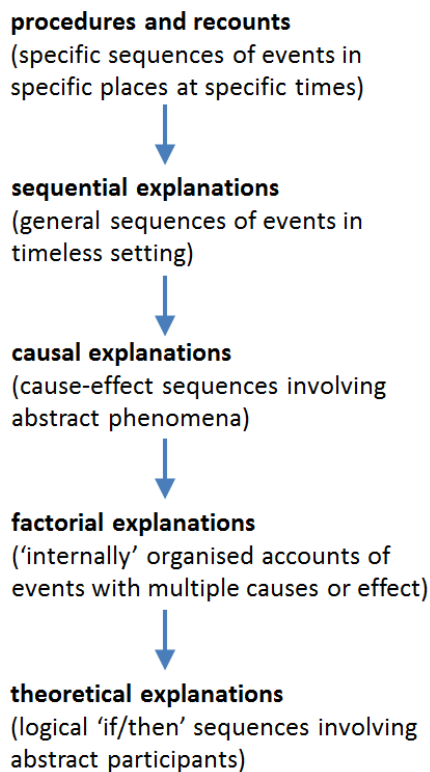 procedures and recounts
(specific sequences of events in
specific places at specific times)
sequential explanations
(general sequences of events in
timeless setting)
causal explanations
(cause-effect sequences involving
abstract phenomena)
factorial explanations
(‘internally’ organised accounts of
events with multiple causes or effect)
theoretical explanations
(logical ‘if/then’ sequences involving
abstract participants)